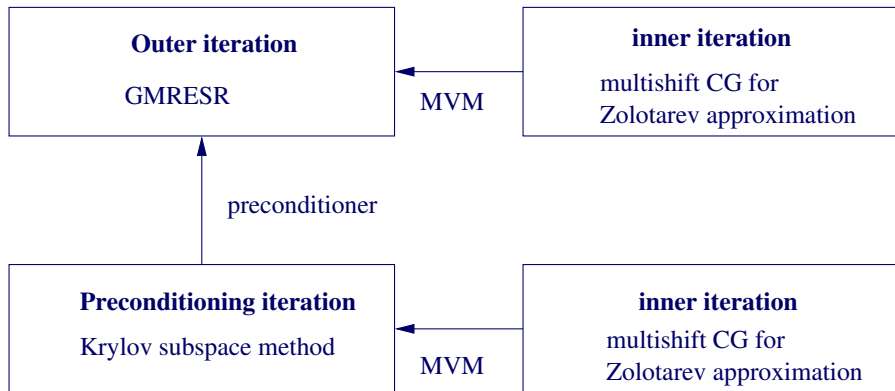 Outer iteration
GMRESR
MVM
inner iteration
multishift CG for
Zolotarev approximation
preconditioner
Preconditioning iteration
Krylov subspace method
MVM
inner iteration
multishift CG for
Zolotarev approximation